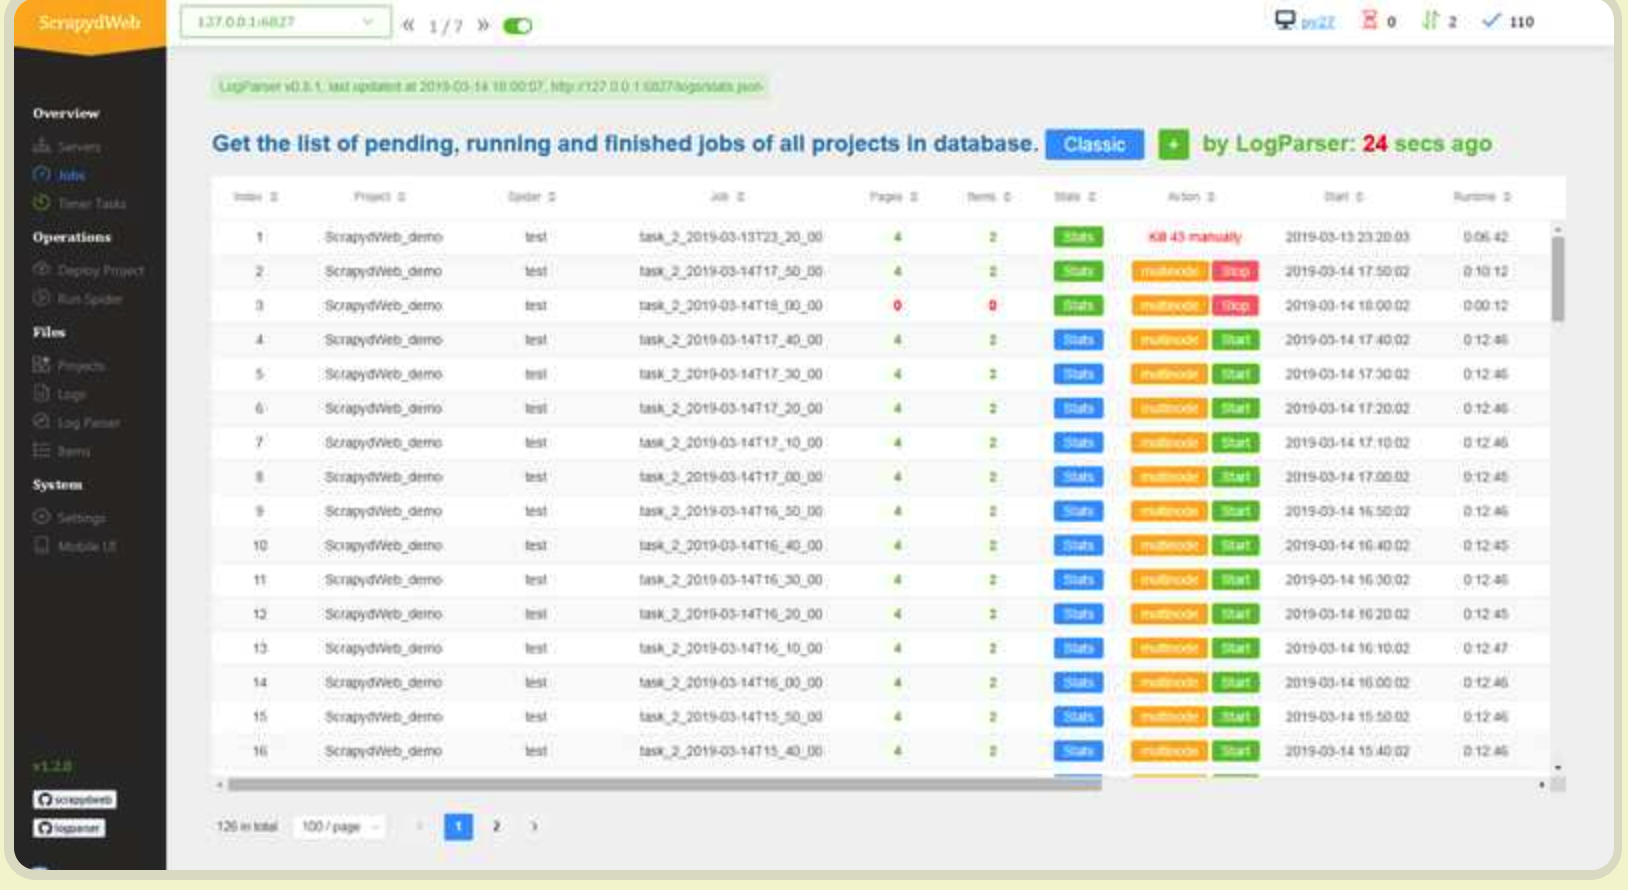 ScrapydWeb
127.0.0.1:6827
« 1 / 7 »
py27 0 2 110
LogParser v0.8.1, last updated at 2019-03-14 18:00:07, http://127.0.0.1:6827/logs/stats.json
Overview
Servers
Jobs
Timer Tasks
Operations
Deploy Project
Run Spider
Files
Projects
Logs
Log Parser
Items
System
Settings
Mobile UI
v1.2.0
scrapydweb
logparser
Get the list of pending, running and finished jobs of all projects in database. Classic + by LogParser: 24 secs ago
Index Project Spider Job Pages Items Stats Action Start Runtime
1 ScrapydWeb_demo test task_2_2019-03-13T23_20_00 4 2 Stats Kill 43 manually 2019-03-13 23:20:03 0:06:42
2 ScrapydWeb_demo test task_2_2019-03-14T17_50_00 4 2 Stats multinode Stop 2019-03-14 17:50:02 0:10:12
3 ScrapydWeb_demo test task_2_2019-03-14T18_00_00 0 0 Stats multinode Stop 2019-03-14 18:00:02 0:00:12
4 ScrapydWeb_demo test task_2_2019-03-14T17_40_00 4 2 Stats multinode Start 2019-03-14 17:40:02 0:12:46
5 ScrapydWeb_demo test task_2_2019-03-14T17_30_00 4 2 Stats multinode Start 2019-03-14 17:30:02 0:12:46
6 ScrapydWeb_demo test task_2_2019-03-14T17_20_00 4 2 Stats multinode Start 2019-03-14 17:20:02 0:12:46
7 ScrapydWeb_demo test task_2_2019-03-14T17_10_00 4 2 Stats multinode Start 2019-03-14 17:10:02 0:12:46
8 ScrapydWeb_demo test task_2_2019-03-14T17_00_00 4 2 Stats multinode Start 2019-03-14 17:00:02 0:12:45
9 ScrapydWeb_demo test task_2_2019-03-14T16_50_00 4 2 Stats multinode Start 2019-03-14 16:50:02 0:12:46
10 ScrapydWeb_demo test task_2_2019-03-14T16_40_00 4 2 Stats multinode Start 2019-03-14 16:40:02 0:12:45
11 ScrapydWeb_demo test task_2_2019-03-14T16_30_00 4 2 Stats multinode Start 2019-03-14 16:30:02 0:12:46
12 ScrapydWeb_demo test task_2_2019-03-14T16_20_00 4 2 Stats multinode Start 2019-03-14 16:20:02 0:12:45
13 ScrapydWeb_demo test task_2_2019-03-14T16_10_00 4 2 Stats multinode Start 2019-03-14 16:10:02 0:12:47
14 ScrapydWeb_demo test task_2_2019-03-14T16_00_00 4 2 Stats multinode Start 2019-03-14 16:00:02 0:12:46
15 ScrapydWeb_demo test task_2_2019-03-14T15_50_00 4 2 Stats multinode Start 2019-03-14 15:50:02 0:12:46
16 ScrapydWeb_demo test task_2_2019-03-14T15_40_00 4 2 Stats multinode Start 2019-03-14 15:40:02 0:12:46
126 in total 100 / page ‹ 1 2 ›